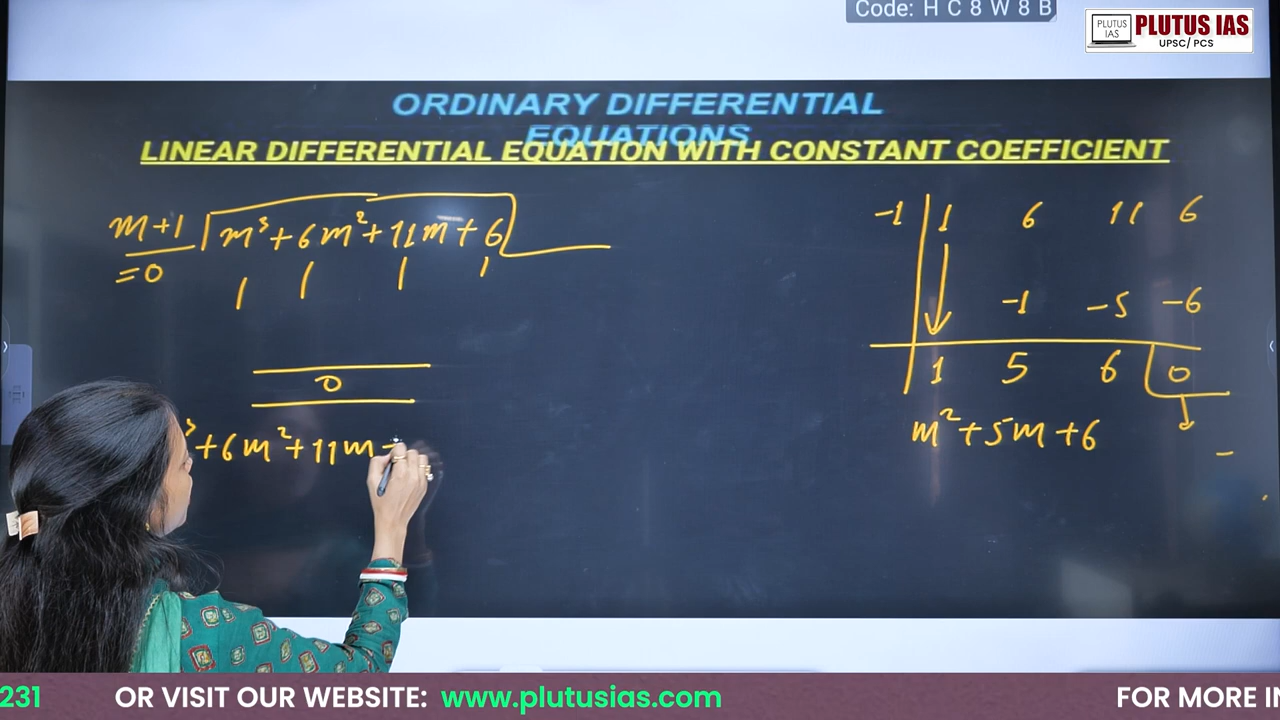 Code: H C 8 W 8 B
PLUTUS IAS
PLUTUS IAS
UPSC/ PCS
ORDINARY DIFFERENTIAL
EQUATIONS
LINEAR DIFFERENTIAL EQUATION WITH CONSTANT COEFFICIENT
m+1 m³+6m²+11m+6
=0
0
³+6m²+11m+
-1 1 6 11 6
-1 -5 -6
1 5 6 0
m²+5m+6
231 OR VISIT OUR WEBSITE: www.plutusias.com FOR MORE IN